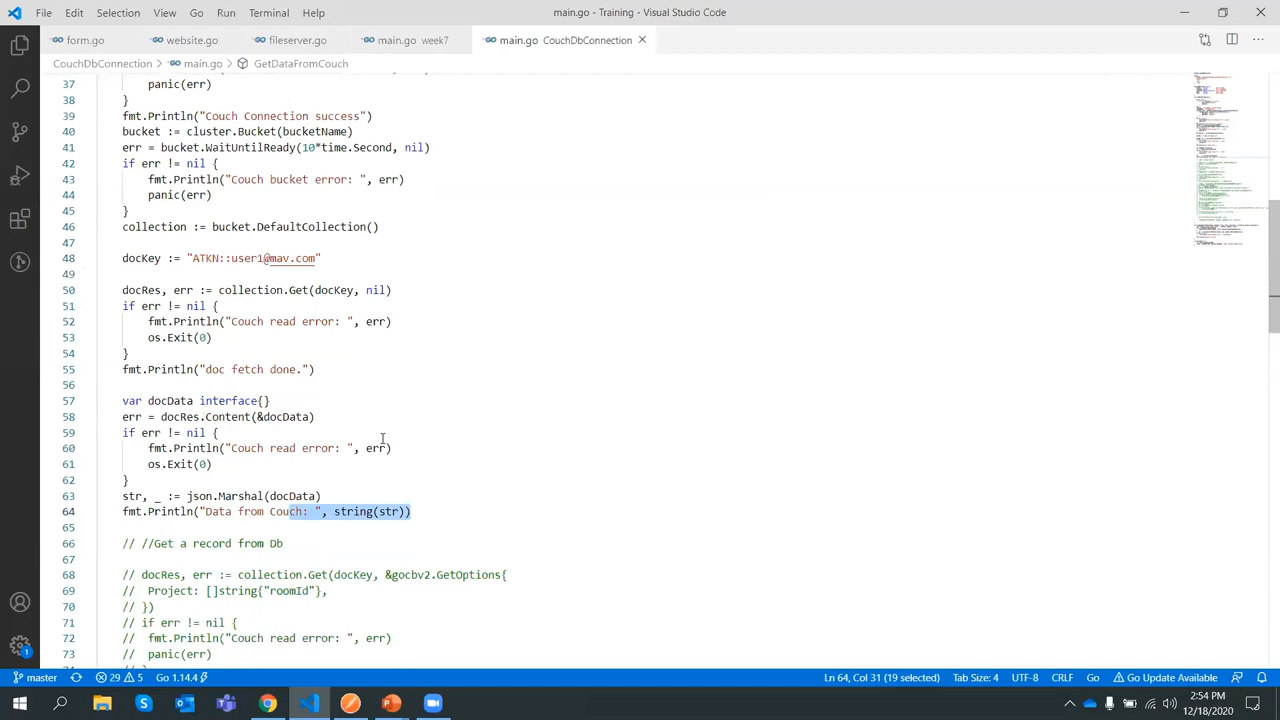 File Edit Selection View Go Run Terminal Help main.go - Training - Visual Studio Code
form.go website.go fileserver.go main.go week7 main.go CouchDbConnection
CouchDbConnection > main.go > GetDataFromCouch
37 panic(err)
38 }
39 fmt.Println("Couch Connection done.")
40 bucket := cluster.Bucket(bucketName)
41 err = bucket.WaitUntilReady(10*time.Second, nil)
42 if err != nil {
43 fmt.Println("Couch bucket error: ", err)
44 panic(err)
45 }
46 collection := bucket.DefaultCollection()
47
48 docKey = "ATKN::usr1@mav.com"
49
50 docRes, err := collection.Get(docKey, nil)
51 if err != nil {
52 fmt.Println("Couch read error: ", err)
53 os.Exit(0)
54 }
55 fmt.Println("doc fetch done.")
56
57 var docData interface{}
58 err = docRes.Content(&docData)
59 if err != nil {
60 fmt.Println("Couch read error: ", err)
61 os.Exit(0)
62 }
63 str, _ := json.Marshal(docData)
64 fmt.Println("Data from Couch: ", string(str))
65
66 // //Get a record from Db
67
68 // docRes, err := collection.Get(docKey, &gocbv2.GetOptions{
69 // Project: []string{"roomId"},
70 // })
71 // if err != nil {
72 // fmt.Println("Couch read error: ", err)
73 // panic(err)
master 29 5 Go 1.14.4 Ln 64, Col 31 (19 selected) Tab Size: 4 UTF-8 CRLF Go Go Update Available
1
2:54 PM
12/18/2020